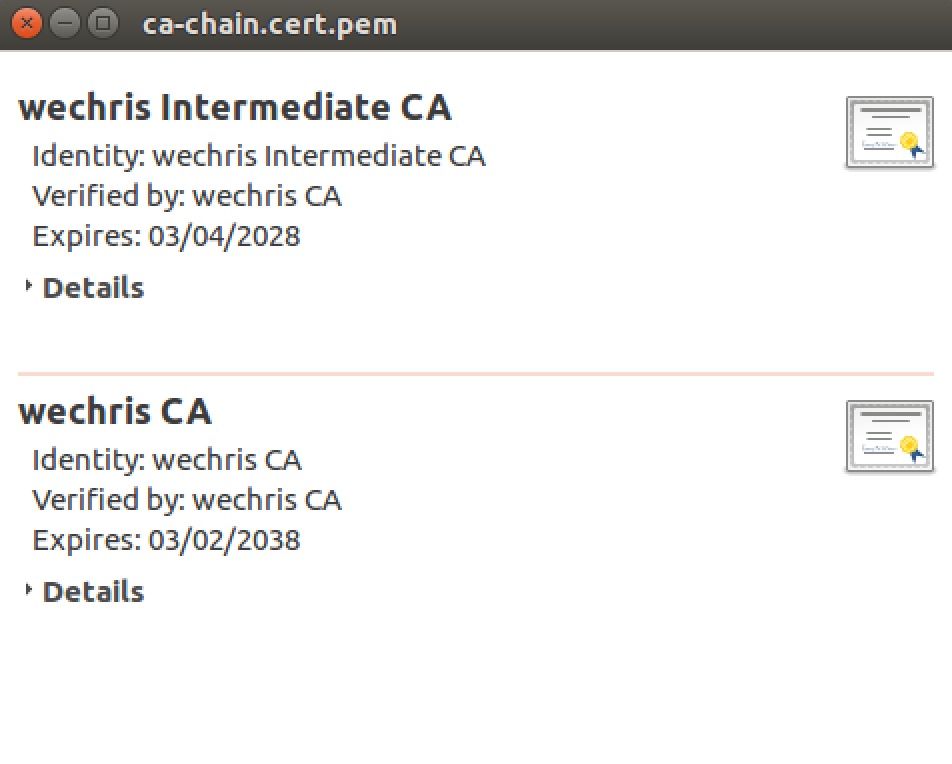 ca-chain.cert.pem
wechris Intermediate CA
Identity: wechris Intermediate CA
Verified by: wechris CA
Expires: 03/04/2028
Details
wechris CA
Identity: wechris CA
Verified by: wechris CA
Expires: 03/02/2038
Details